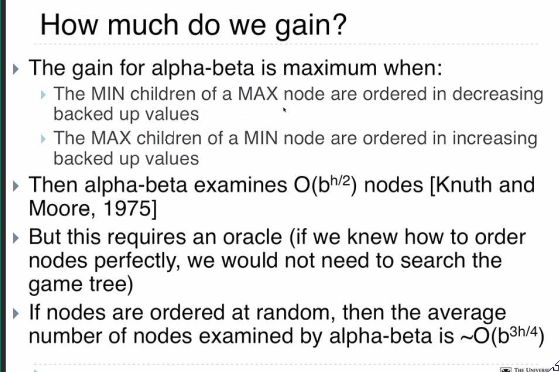 How much do we gain?
The gain for alpha-beta is maximum when:
The MIN children of a MAX node are ordered in decreasing
backed up values
The MAX children of a MIN node are ordered in increasing
backed up values
Then alpha-beta examines O(b^h/2) nodes [Knuth and
Moore, 1975]
But this requires an oracle (if we knew how to order
nodes perfectly, we would not need to search the
game tree)
If nodes are ordered at random, then the average
number of nodes examined by alpha-beta is ~O(b^3h/4)
THE